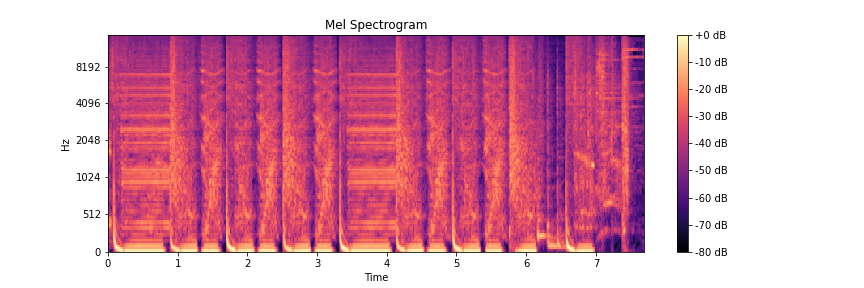 Mel Spectrogram
8192
4096
2048
1024
512
0
Hz
0 1 2 3 4 5 6 7
Time
+0 dB
-10 dB
-20 dB
-30 dB
-40 dB
-50 dB
-60 dB
-70 dB
-80 dB